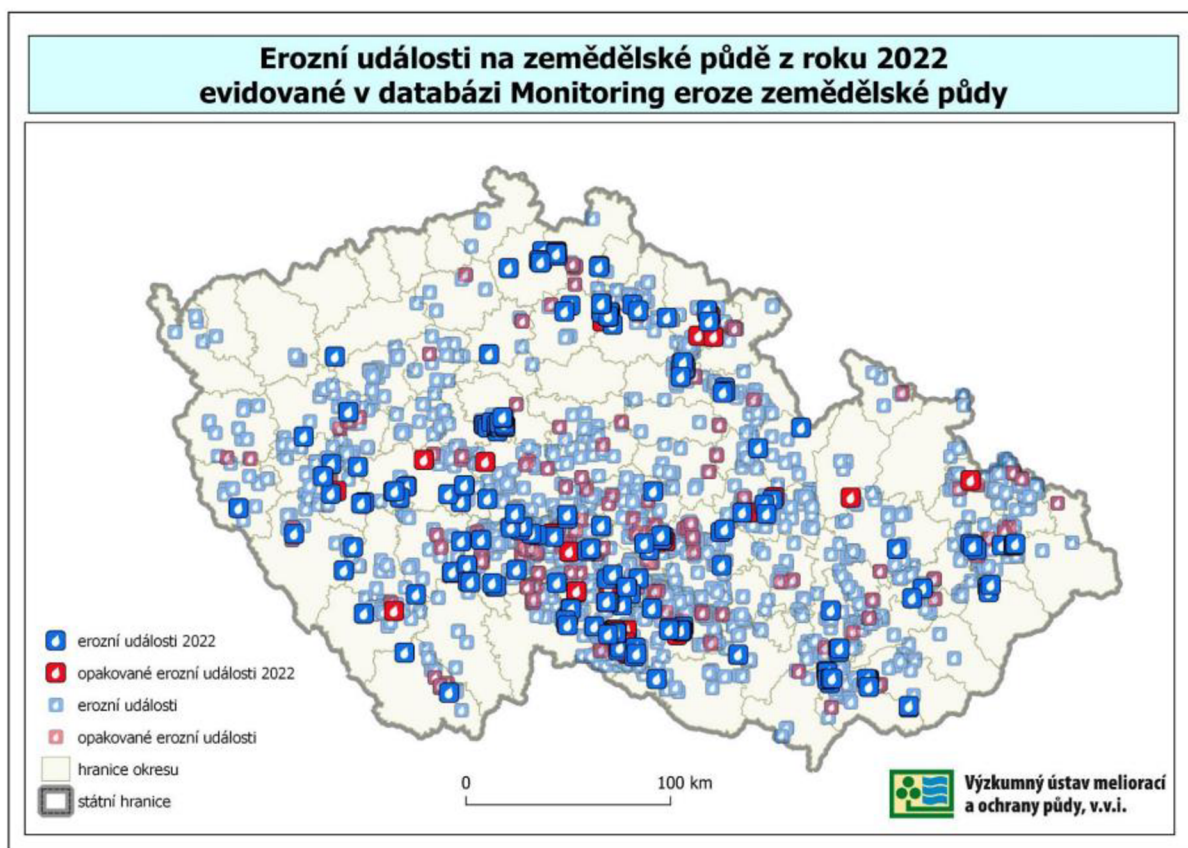 Erozní události na zemědělské půdě z roku 2022
evidované v databázi Monitoring eroze zemědělské půdy
erozní události 2022
opakované erozní události 2022
erozní události
opakované erozní události
hranice okresu
státní hranice
0 100 km
Výzkumný ústav meliorací
a ochrany půdy, v.v.i.